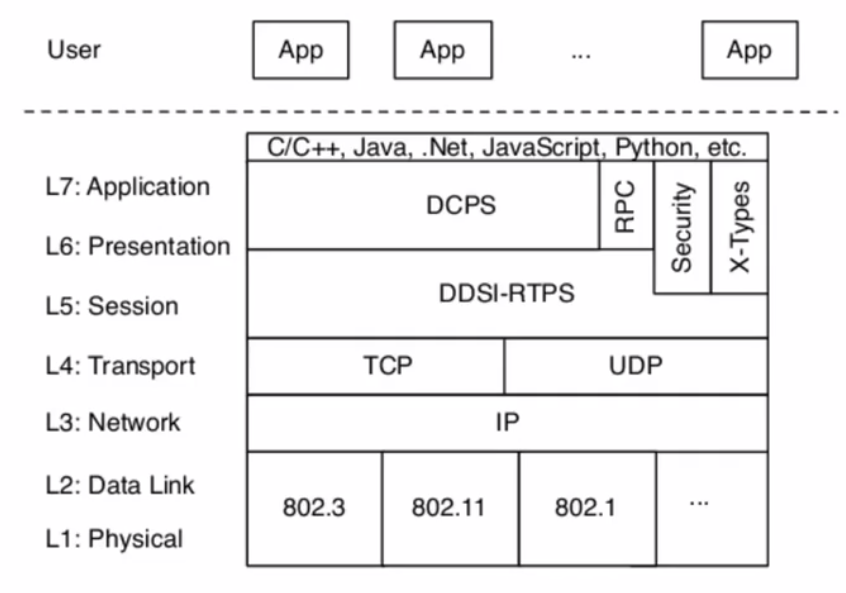 User App App ... App
C/C++, Java, .Net, JavaScript, Python, etc.
L7: Application
DCPS
RPC
Security
X-Types
L6: Presentation
DDSI-RTPS
L5: Session
L4: Transport TCP UDP
L3: Network IP
L2: Data Link
802.3 802.11 802.1 ...
L1: Physical